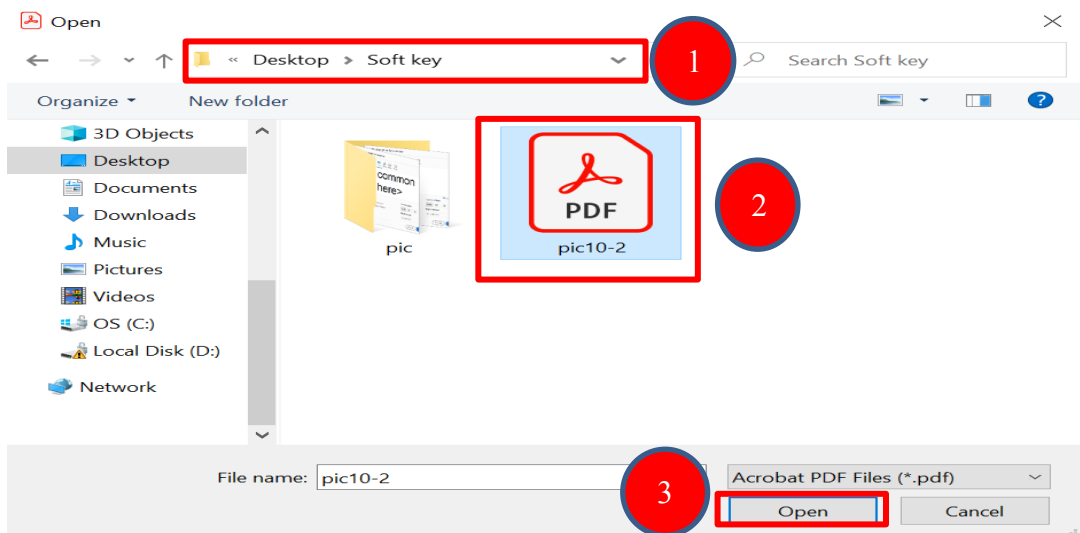 Open
« Desktop > Soft key
1
Search Soft key
Organize
New folder
3D Objects
Desktop
Documents
Downloads
Music
Pictures
Videos
OS (C:)
Local Disk (D:)
Network
common
here>
pic
PDF
pic10-2
2
File name: pic10-2
3
Acrobat PDF Files (*.pdf)
Open
Cancel